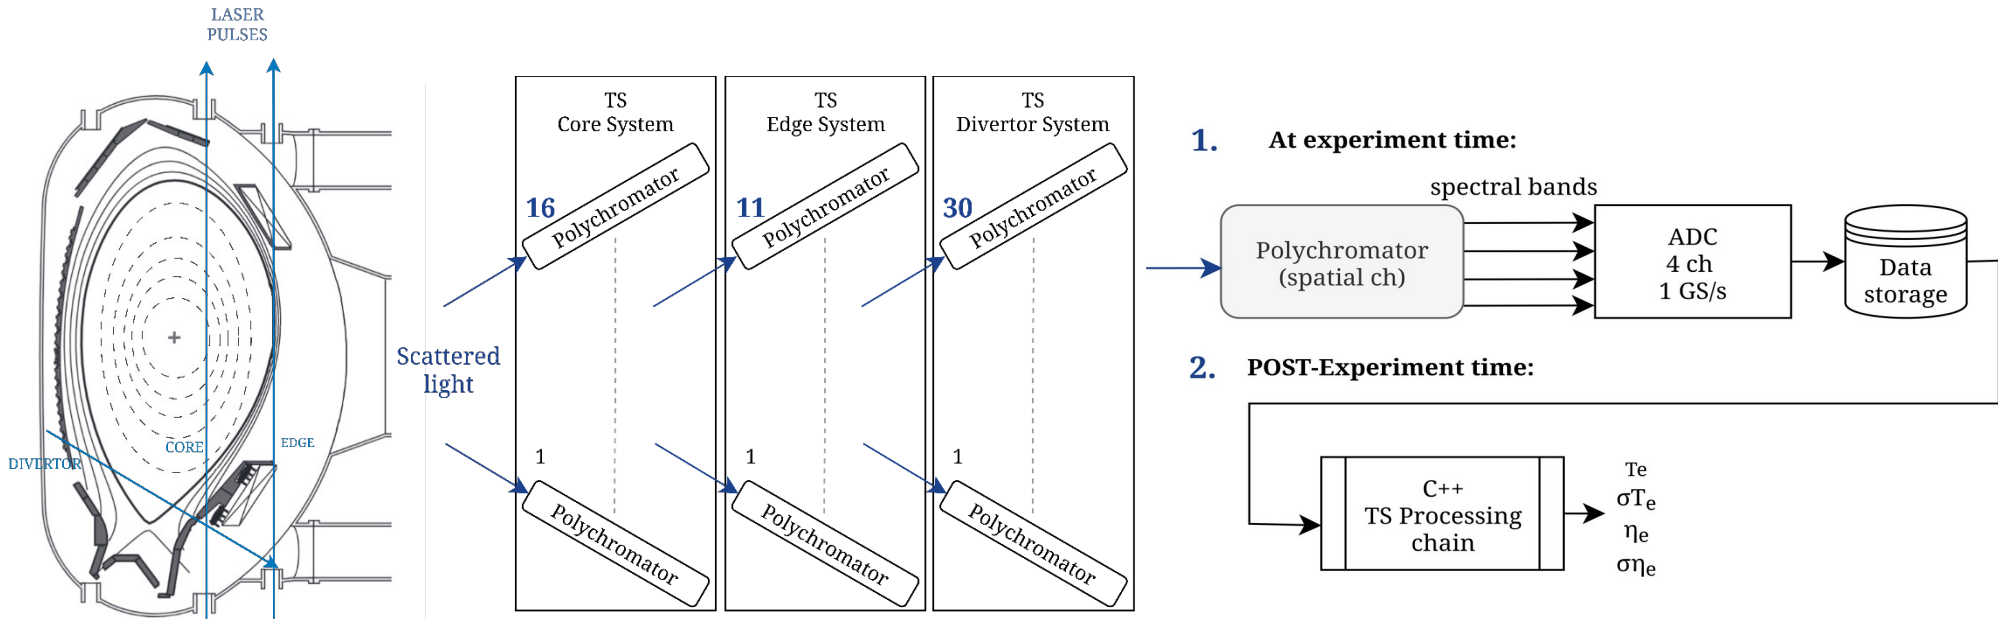 LASER
PULSES
CORE
EDGE
DIVERTOR
Scattered
light
TS
Core System
16
Polychromator
1
Polychromator
TS
Edge System
11
Polychromator
1
Polychromator
TS
Divertor System
30
Polychromator
1
Polychromator
1. At experiment time:
spectral bands
Polychromator
(spatial ch)
ADC
4 ch
1 GS/s
Data
storage
2. POST-Experiment time:
C++
TS Processing
chain
Te
σTe
ηe
σηe